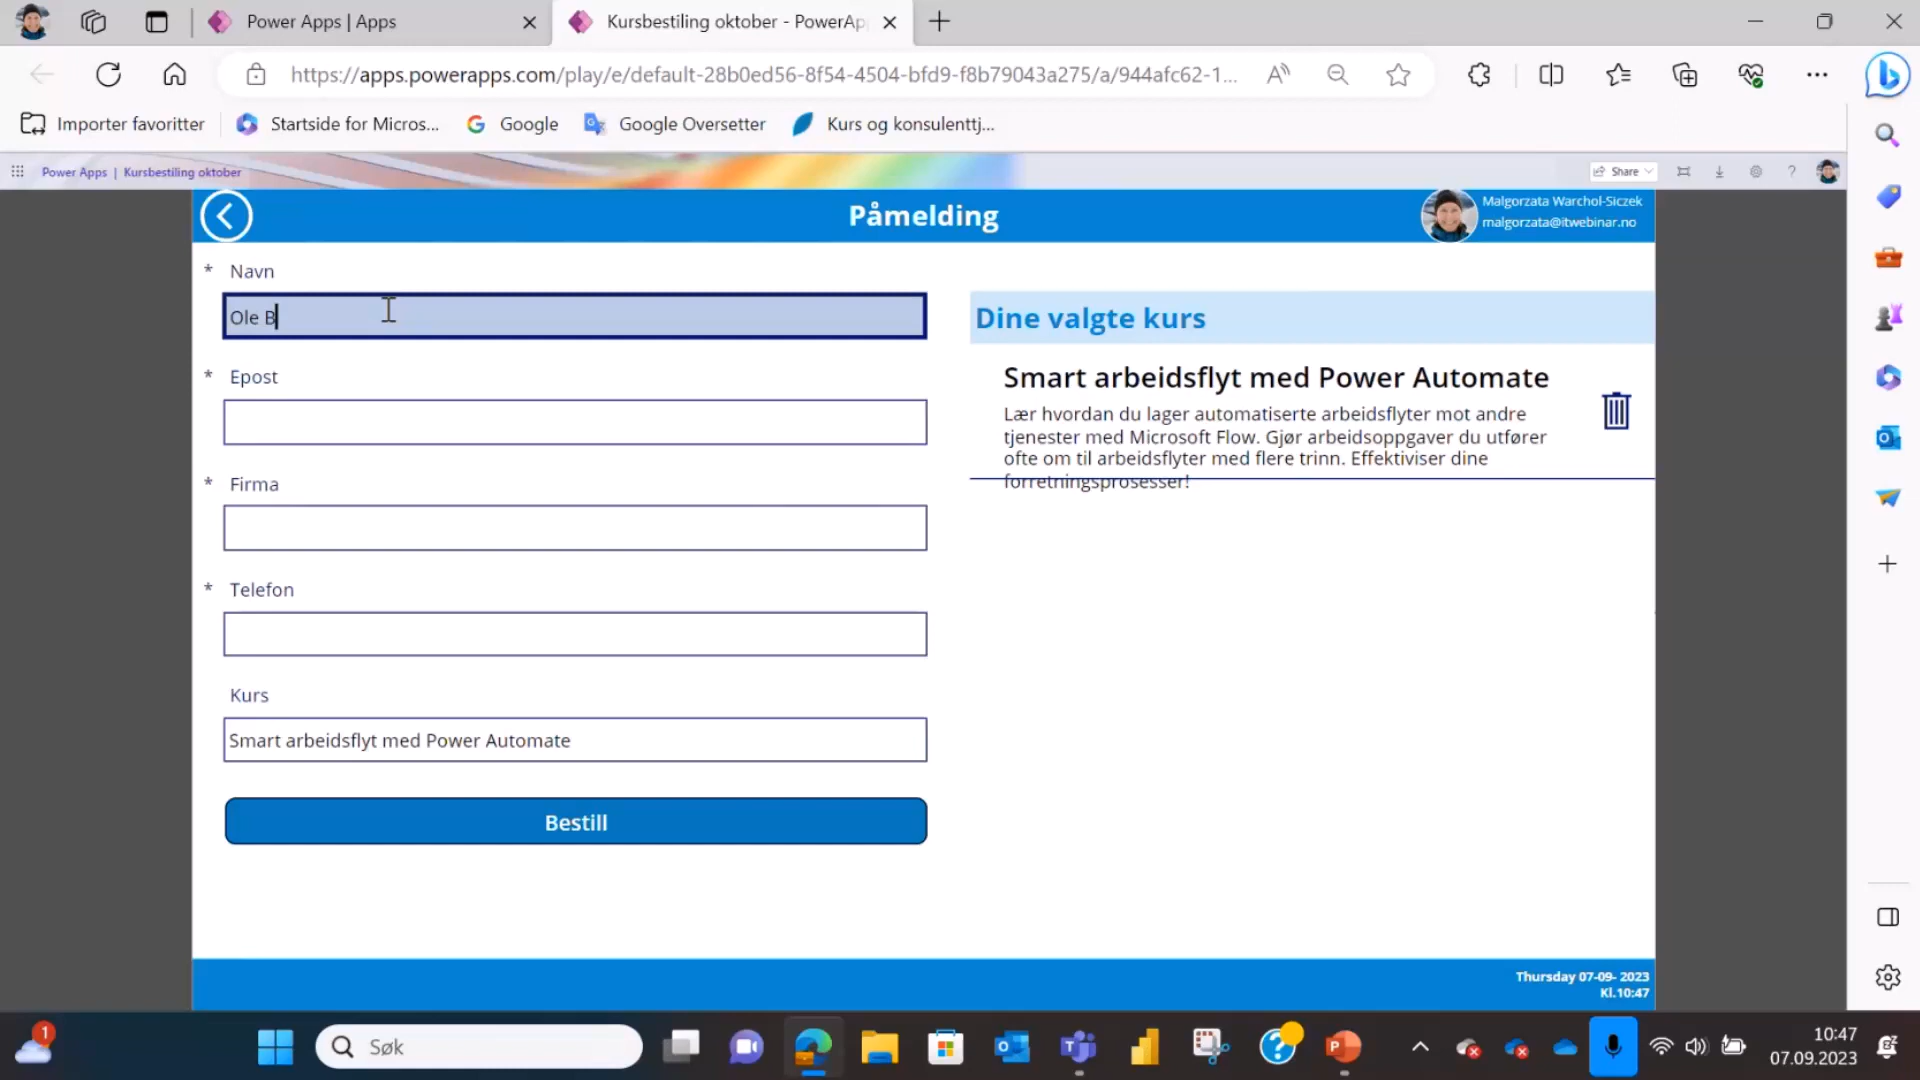 Power Apps | Apps
Kursbestiling oktober - PowerAp
https://apps.powerapps.com/play/e/default-28b0ed56-8f54-4504-bfd9-f8b79043a275/a/944afc62-1...
Importer favoritter
Startside for Micros...
Google
Google Oversetter
Kurs og konsulenttj...
Power Apps | Kursbestiling oktober
Share
Påmelding
Malgorzata Warchol-Siczek
malgorzata@itwebinar.no
* Navn
Ole B
* Epost
* Firma
* Telefon
Kurs
Smart arbeidsflyt med Power Automate
Bestill
Dine valgte kurs
Smart arbeidsflyt med Power Automate
Lær hvordan du lager automatiserte arbeidsflyter mot andre
tjenester med Microsoft Flow. Gjør arbeidsoppgaver du utfører
ofte om til arbeidsflyter med flere trinn. Effektiviser dine
forretningsprosesser!
Thursday 07-09- 2023
Kl.10:47
1
Søk
10:47
07.09.2023